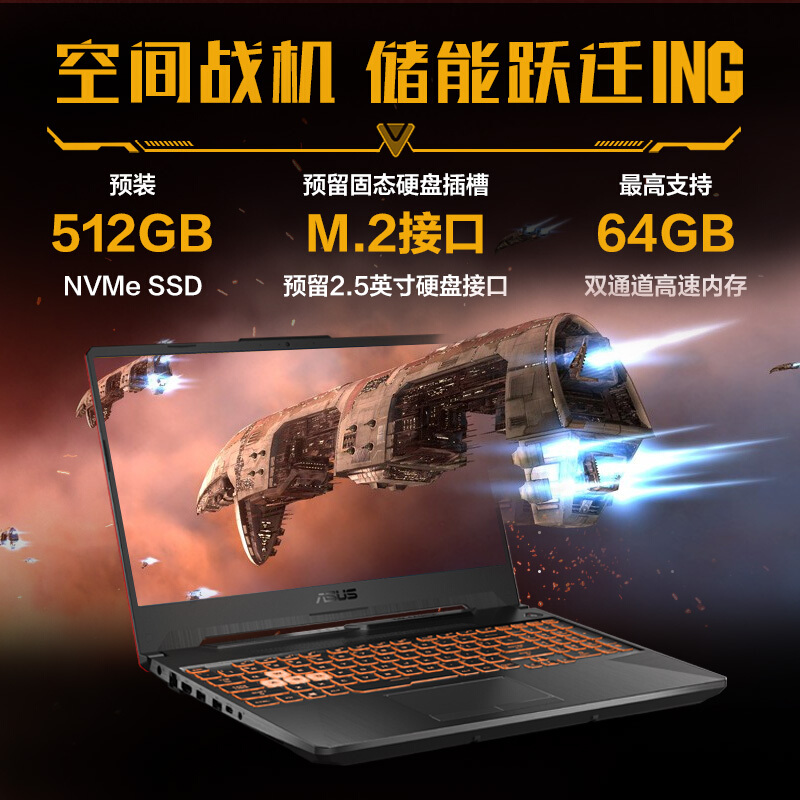 空间战机 储能跃迁ING
预装
512GB
NVMe SSD
预留固态硬盘插槽
M.2接口
预留2.5英寸硬盘接口
最高支持
64GB
双通道高速内存
ASUS